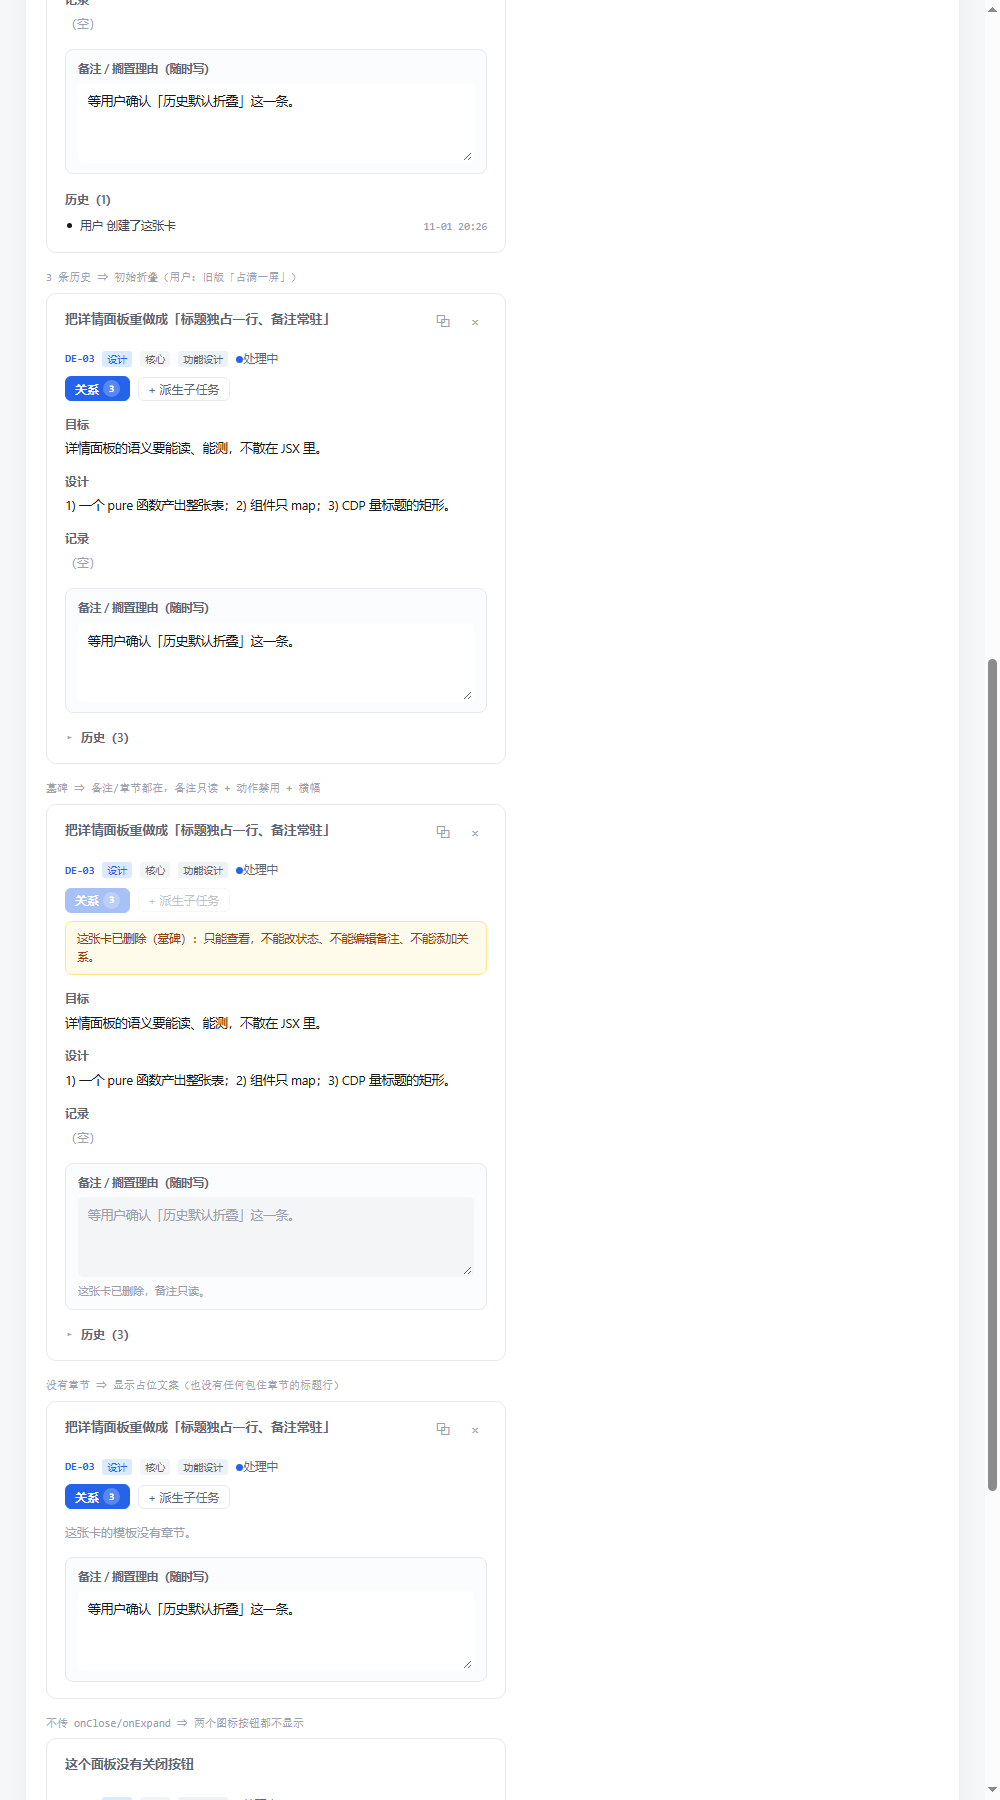 记录
（空）
备注 / 搁置理由（随时写）
等用户确认「历史默认折叠」这一条。
历史（1）
用户 创建了这张卡 11-01 20:26
3 条历史 ⇒ 初始折叠（用户：旧版「占满一屏」）
把详情面板重做成「标题独占一行、备注常驻」 ×
DE-03 设计 核心 功能设计 处理中
关系 3 + 派生子任务
目标
详情面板的语义要能读、能测，不散在 JSX 里。
设计
1) 一个 pure 函数产出整张表；2) 组件只 map；3) CDP 量标题的矩形。
记录
（空）
备注 / 搁置理由（随时写）
等用户确认「历史默认折叠」这一条。
历史（3）
墓碑 ⇒ 备注/章节都在，备注只读 + 动作禁用 + 横幅
把详情面板重做成「标题独占一行、备注常驻」 ×
DE-03 设计 核心 功能设计 处理中
关系 3 + 派生子任务
这张卡已删除（墓碑）：只能查看，不能改状态、不能编辑备注、不能添加关
系。
目标
详情面板的语义要能读、能测，不散在 JSX 里。
设计
1) 一个 pure 函数产出整张表；2) 组件只 map；3) CDP 量标题的矩形。
记录
（空）
备注 / 搁置理由（随时写）
等用户确认「历史默认折叠」这一条。
这张卡已删除，备注只读。
历史（3）
没有章节 ⇒ 显示占位文案（也没有任何包住章节的标题行）
把详情面板重做成「标题独占一行、备注常驻」 ×
DE-03 设计 核心 功能设计 处理中
关系 3 + 派生子任务
这张卡的模板没有章节。
备注 / 搁置理由（随时写）
等用户确认「历史默认折叠」这一条。
不传 onClose/onExpand ⇒ 两个图标按钮都不显示
这个面板没有关闭按钮